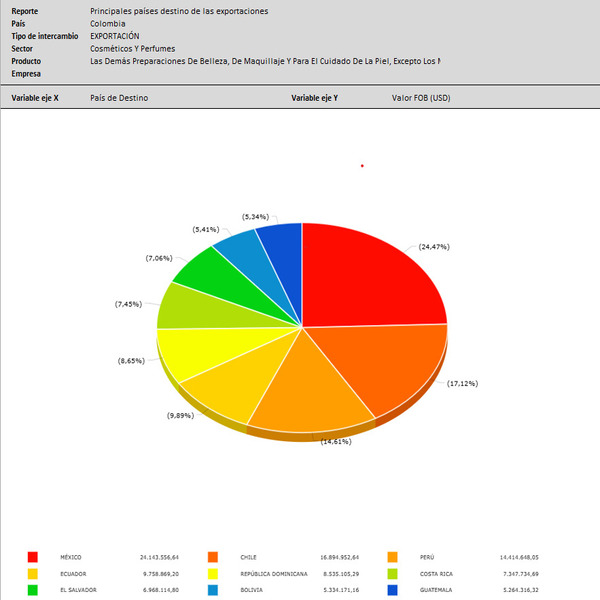 Reporte Principales países destino de las exportaciones
País Colombia
Tipo de intercambio EXPORTACIÓN
Sector Cosméticos Y Perfumes
Producto Las Demás Preparaciones De Belleza, De Maquillaje Y Para El Cuidado De La Piel, Excepto Los
Empresa
Variable eje X País de Destino Variable eje Y Valor FOB (USD)
(5,34%)
(5,41%)
(24,47%)
(7,06%)
(7,45%)
(8,65%)
(17,12%)
(9,89%)
(14,61%)
MÉXICO 24.143.556,64 CHILE 16.894.952,64 PERÚ 14.414.648,05
ECUADOR 9.758.869,20 REPÚBLICA DOMINICANA 8.535.105,29 COSTA RICA 7.347.734,69
EL SALVADOR 6.968.114,80 BOLIVIA 5.334.171,16 GUATEMALA 5.264.316,32